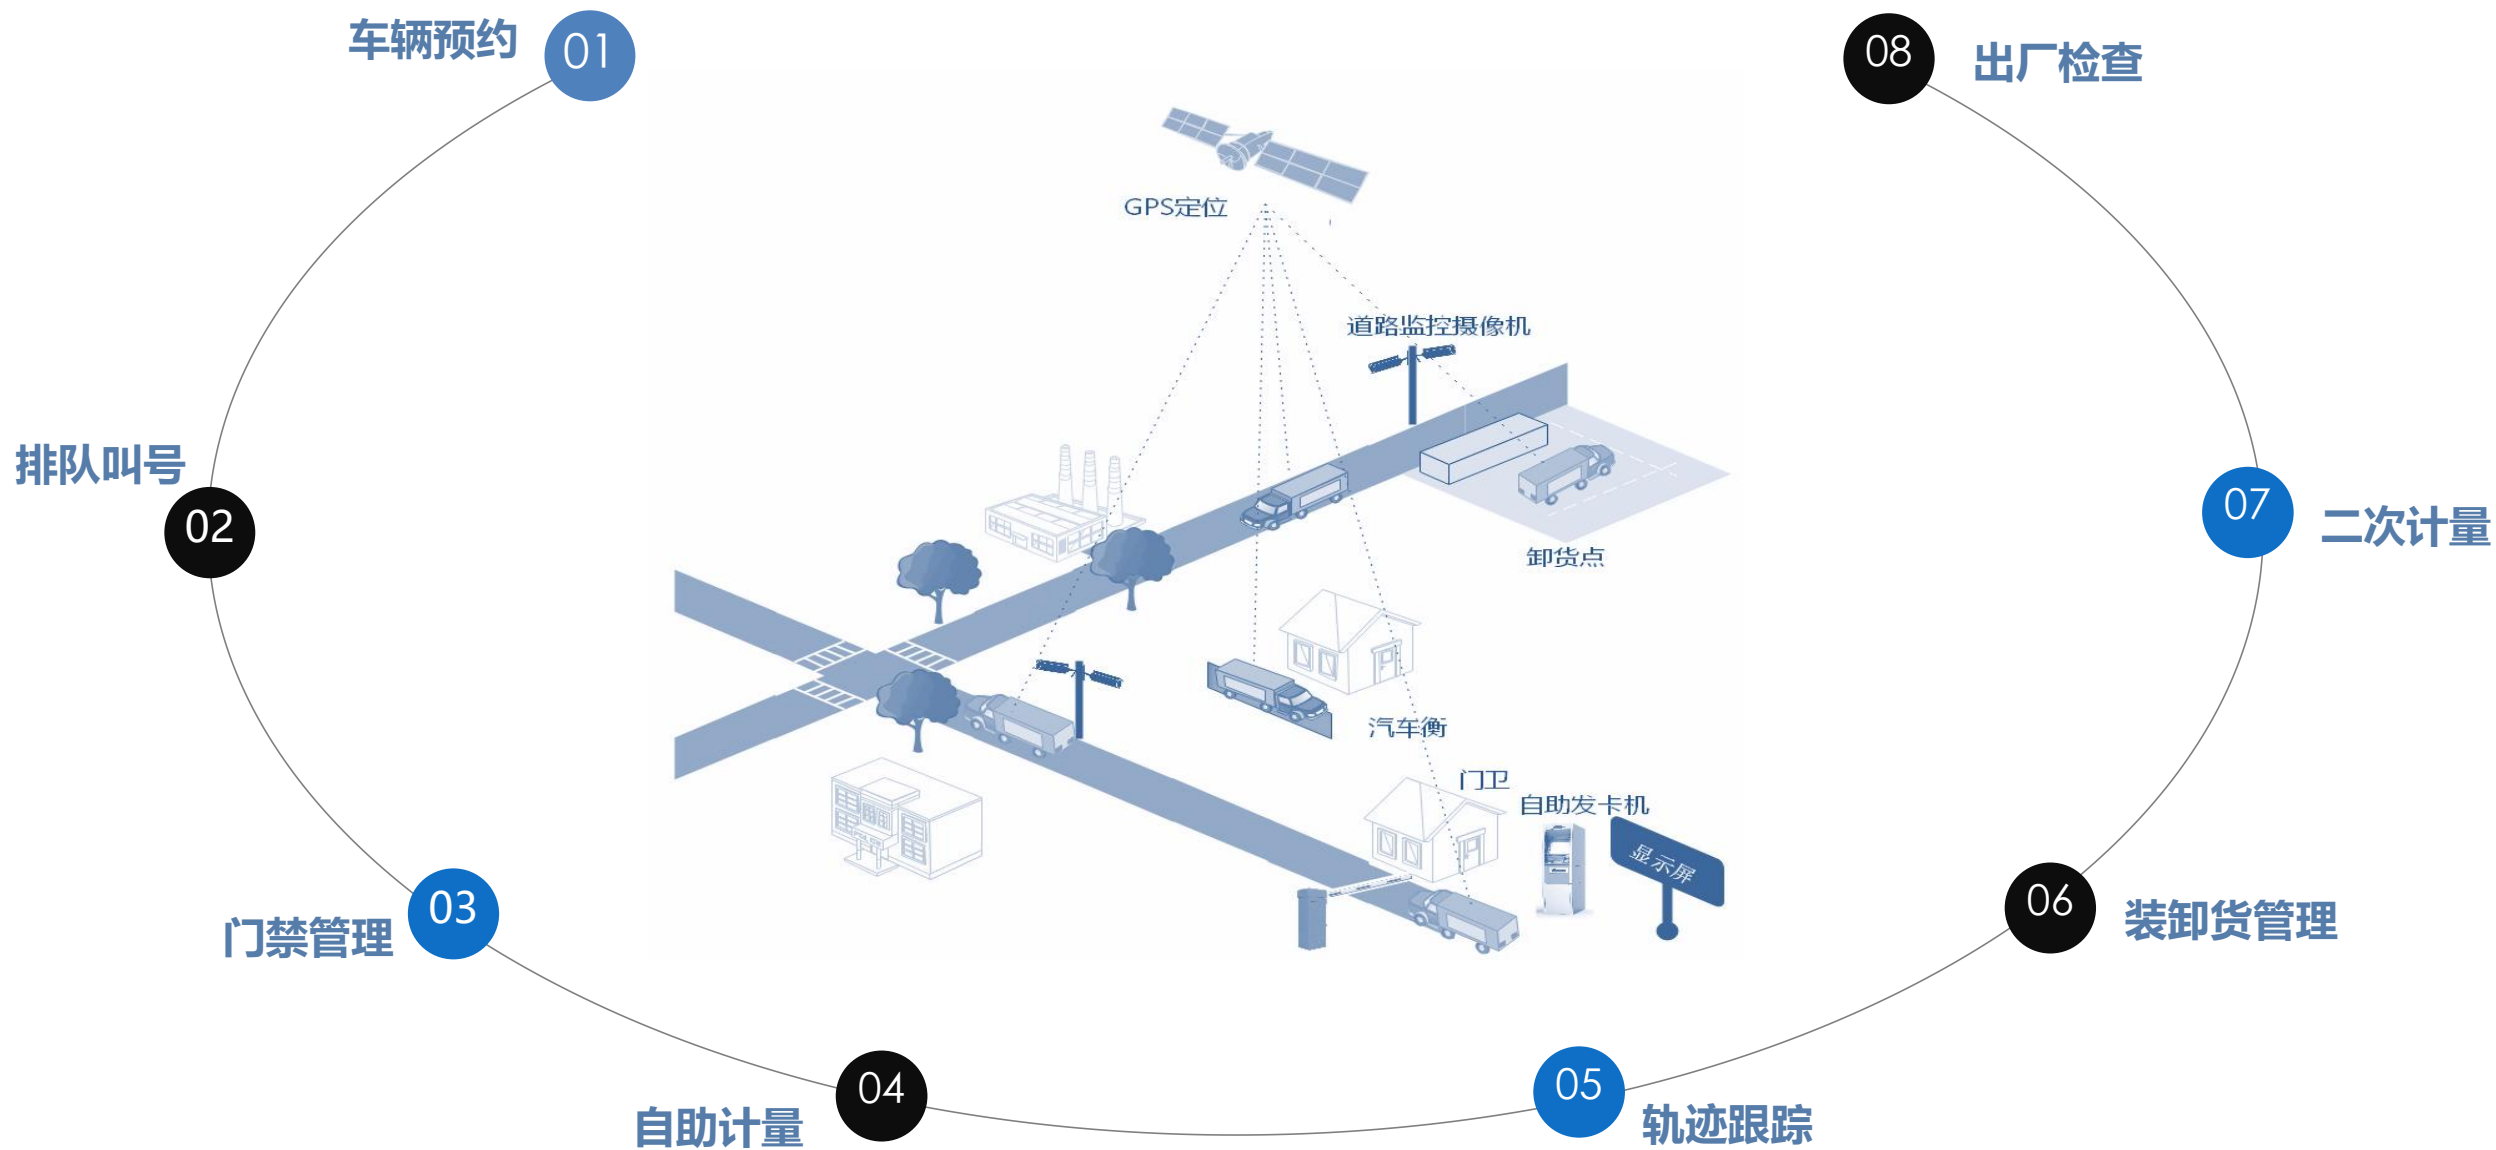 车辆预约
01
08
出厂检查
GPS定位
道路监控摄像机
排队叫号
02
07
二次计量
卸货点
汽车衡
门卫
自助发卡机
显示屏
03
门禁管理
06
装卸货管理
04
自助计量
05
轨迹跟踪